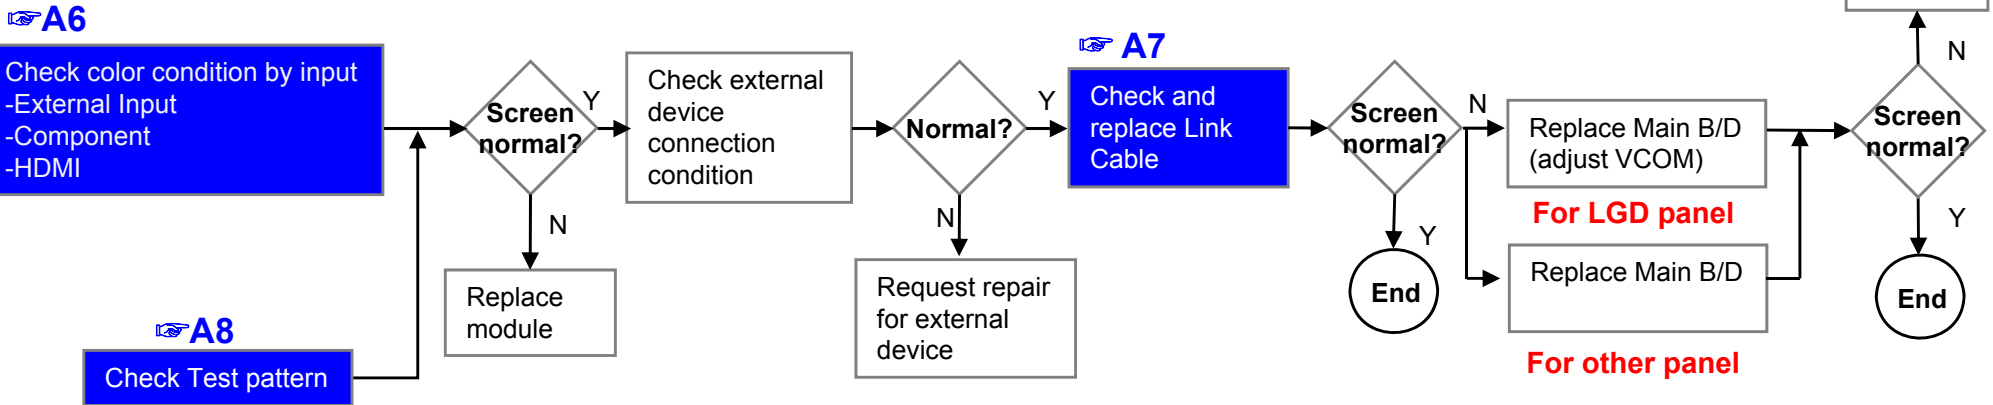 ☞A6
Check color condition by input
-External Input
-Component
-HDMI
Screen
normal?
Y
N
Replace
module
☞A8
Check Test pattern
Check external
device
connection
condition
Normal?
Y
N
Request repair
for external
device
☞ A7
Check and
replace Link
Cable
Screen
normal?
N
Y
End
Replace Main B/D
(adjust VCOM)
For LGD panel
Replace Main B/D
For other panel
Screen
normal?
N
Y
End